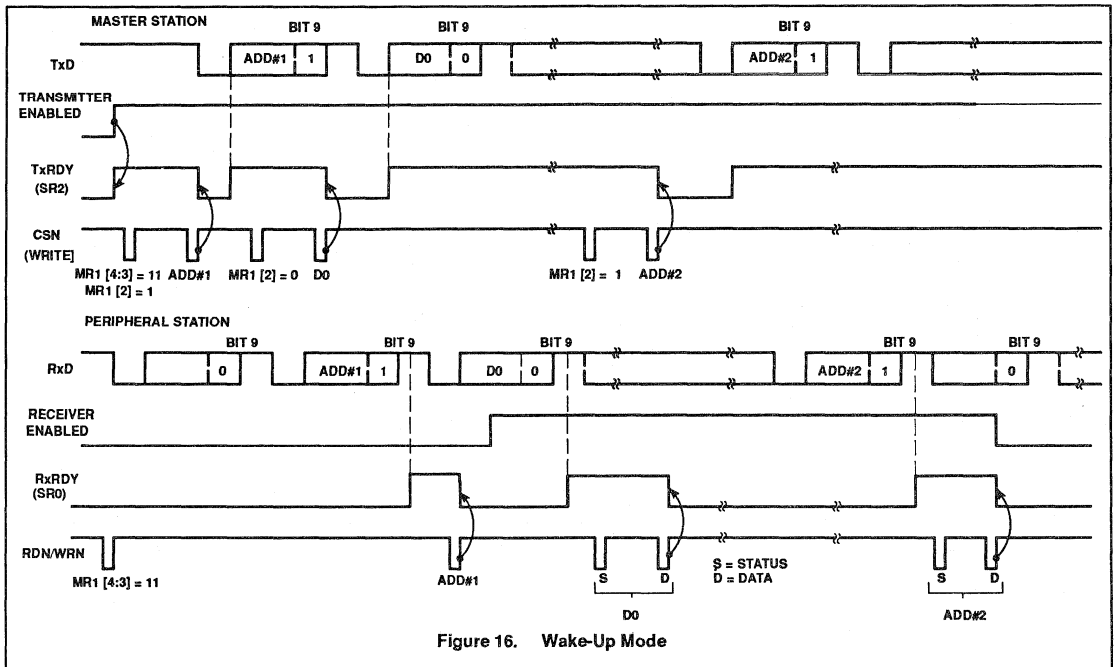 MASTER STATION
BIT 9 BIT 9 BIT 9
TxD ADD#1 1 D0 0 ADD#2 1
TRANSMITTER
ENABLED
TxRDY
(SR2)
CSN
(WRITE]
MR1 [4:3] = 11 ADD#1 MR1 [2] = 0 D0 MR1 [2] = 1 ADD#2
MR1 [2] = 1
PERIPHERAL STATION
BIT 9 BIT 9 BIT 9 BIT 9 BIT 9
RxD 0 ADD#1 1 D0 0 ADD#2 1 0
RECEIVER
ENABLED
RxRDY
(SR0)
RDN/WRN
MR1 [4:3] = 11 ADD#1 S D S = STATUS S D
D = DATA
D0 ADD#2
Figure 16. Wake-Up Mode